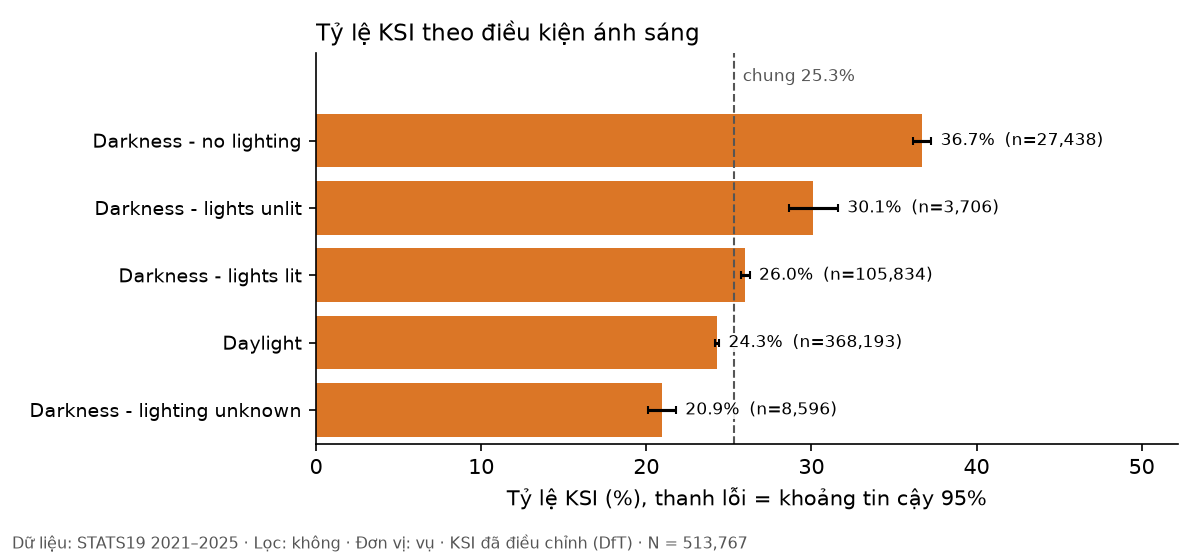 Tỷ lệ KSI theo điều kiện ánh sáng
chung 25.3%
Darkness - no lighting 36.7% (n=27,438)
Darkness - lights unlit 30.1% (n=3,706)
Darkness - lights lit 26.0% (n=105,834)
Daylight 24.3% (n=368,193)
Darkness - lighting unknown 20.9% (n=8,596)
0 10 20 30 40 50
Tỷ lệ KSI (%), thanh lỗi = khoảng tin cậy 95%
Dữ liệu: STATS19 2021–2025 · Lọc: không · Đơn vị: vụ · KSI đã điều chỉnh (DfT) · N = 513,767